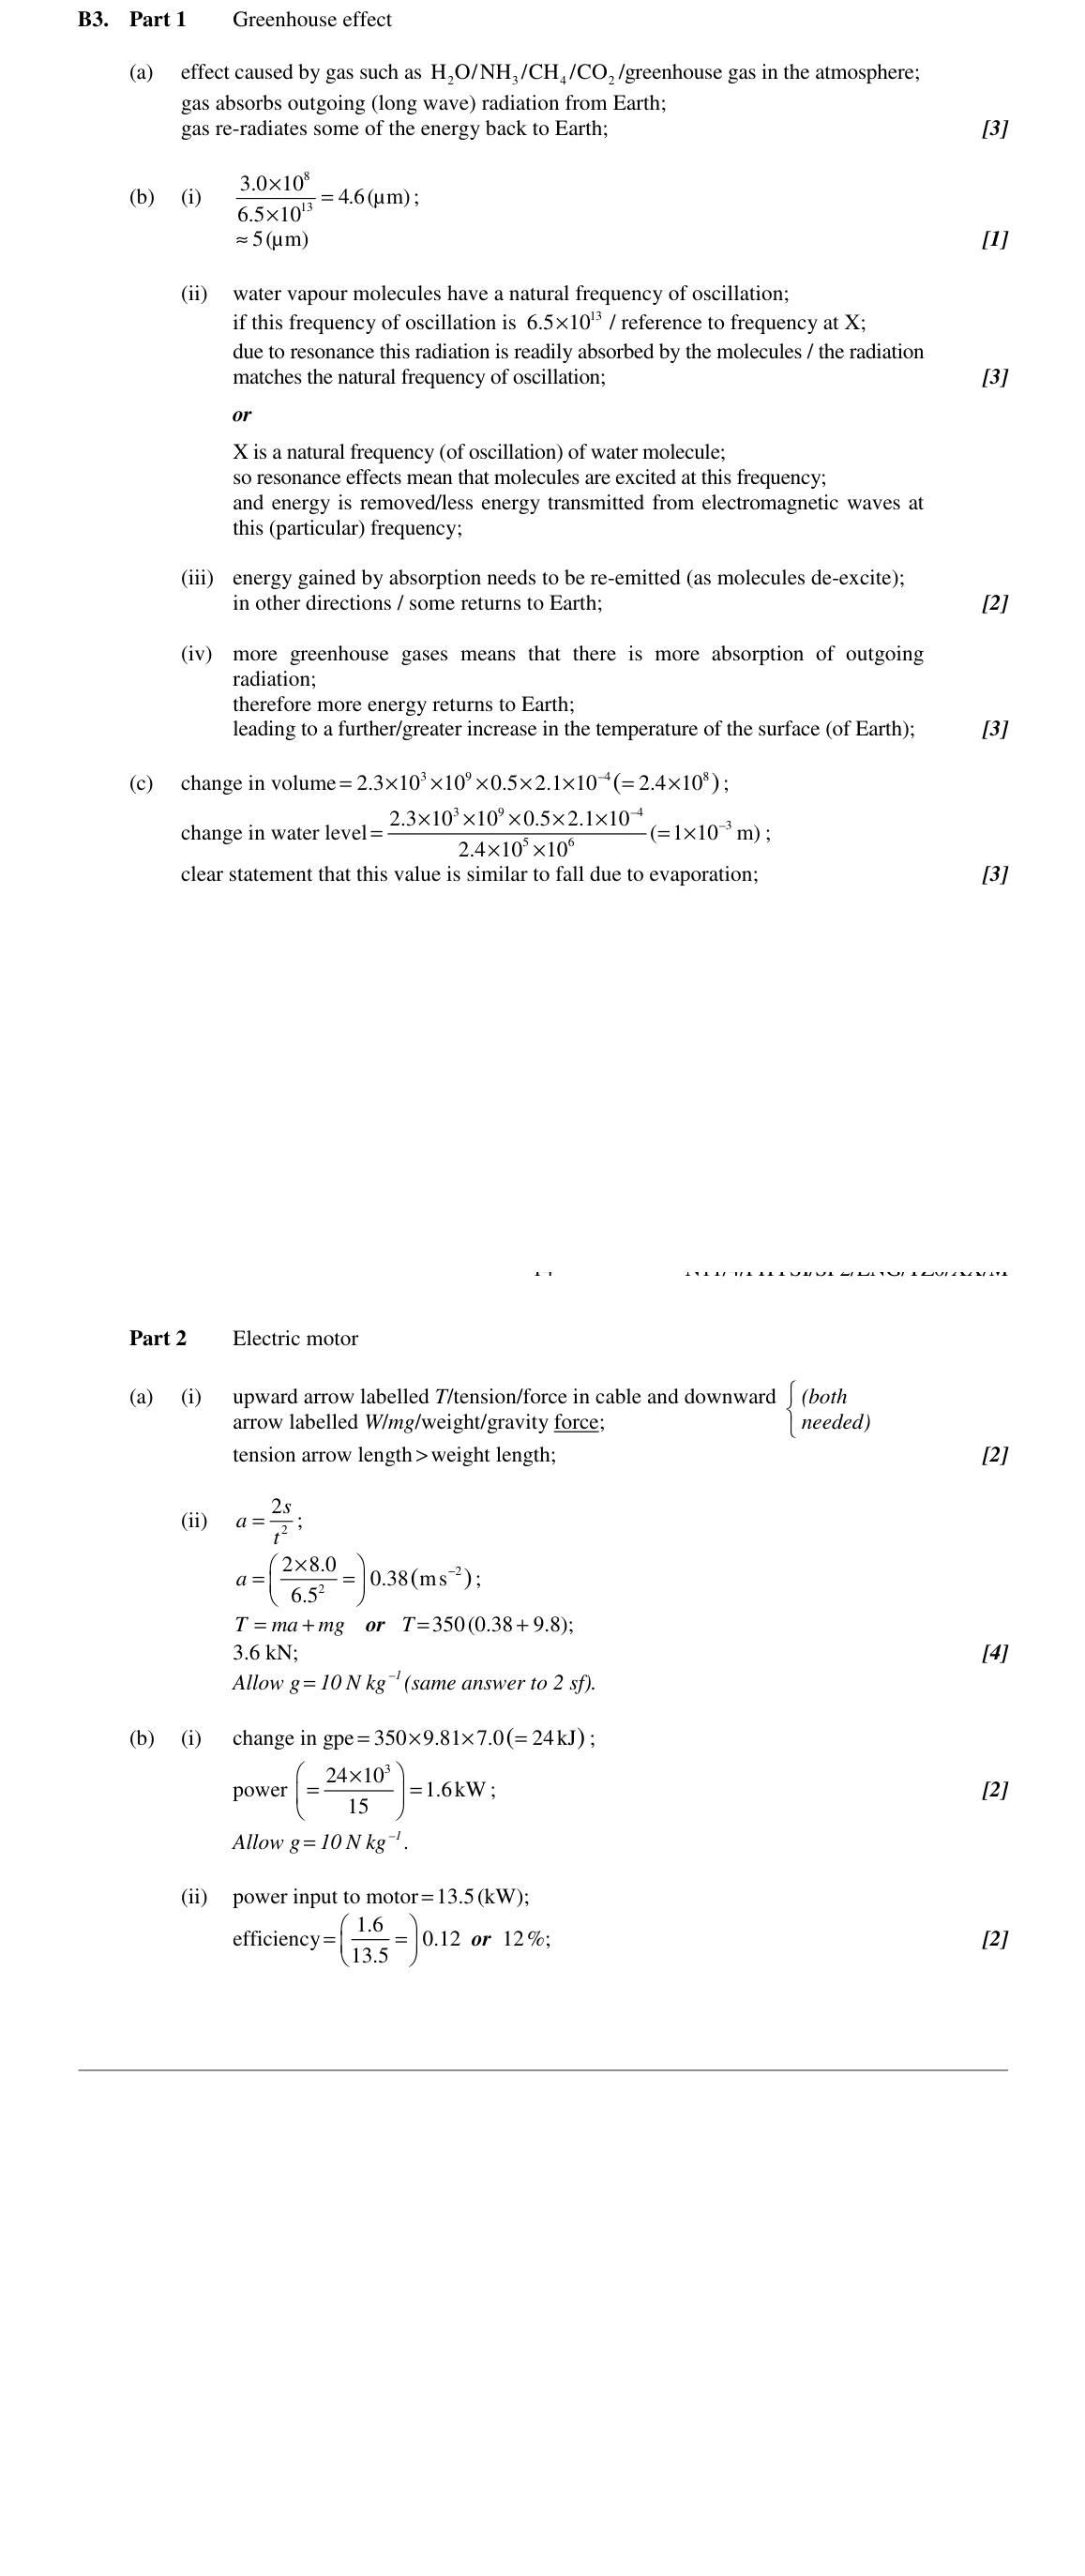 B3. Part 1 Greenhouse effect
(a) effect caused by gas such as H₂O/NH₃/CH₄/CO₂/greenhouse gas in the atmosphere;
gas absorbs outgoing (long wave) radiation from Earth;
gas re-radiates some of the energy back to Earth; [3]
(b) (i) 3.0×10⁸ / 6.5×10¹³ = 4.6(µm);
≈5(µm) [1]
(ii) water vapour molecules have a natural frequency of oscillation;
if this frequency of oscillation is 6.5×10¹³ / reference to frequency at X;
due to resonance this radiation is readily absorbed by the molecules / the radiation
matches the natural frequency of oscillation; [3]
or
X is a natural frequency (of oscillation) of water molecule;
so resonance effects mean that molecules are excited at this frequency;
and energy is removed/less energy transmitted from electromagnetic waves at
this (particular) frequency;
(iii) energy gained by absorption needs to be re-emitted (as molecules de-excite);
in other directions / some returns to Earth; [2]
(iv) more greenhouse gases means that there is more absorption of outgoing
radiation;
therefore more energy returns to Earth;
leading to a further/greater increase in the temperature of the surface (of Earth); [3]
(c) change in volume = 2.3×10³×10⁹×0.5×2.1×10⁻⁴(= 2.4×10⁸);
change in water level = 2.3×10³×10⁹×0.5×2.1×10⁻⁴ / 2.4×10⁵×10⁶ (=1×10⁻³ m);
clear statement that this value is similar to fall due to evaporation; [3]
Part 2 Electric motor
(a) (i) upward arrow labelled T/tension/force in cable and downward { (both
arrow labelled W/mg/weight/gravity force; needed)
tension arrow length > weight length; [2]
(ii) a = 2s / t²;
a = (2×8.0 / 6.5² =) 0.38(m s⁻²);
T = ma + mg or T = 350(0.38 + 9.8);
3.6 kN; [4]
Allow g = 10 N kg⁻¹ (same answer to 2 sf).
(b) (i) change in gpe = 350×9.81×7.0(= 24 kJ);
power (= 24×10³ / 15) = 1.6 kW; [2]
Allow g = 10 N kg⁻¹.
(ii) power input to motor = 13.5(kW);
efficiency = (1.6 / 13.5 =) 0.12 or 12 %; [2]